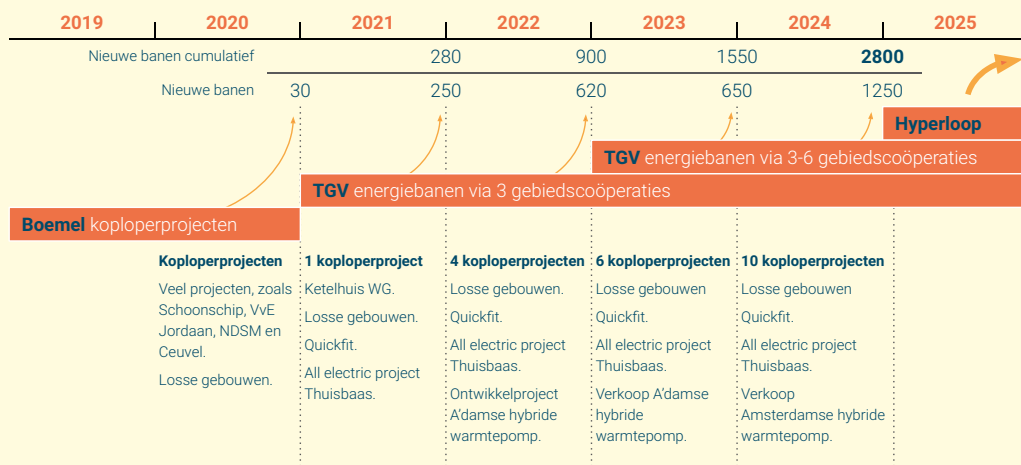 2019 2020 2021 2022 2023 2024 2025
Nieuwe banen cumulatief 280 900 1550 2800
Nieuwe banen 30 250 620 650 1250
Hyperloop
TGV energiebanen via 3-6 gebiedscoöperaties
TGV energiebanen via 3 gebiedscoöperaties
Boemel koploperprojecten
Koploperprojecten
Veel projecten, zoals
Schoonschip, VvE
Jordaan, NDSM en
Ceuvel.
Losse gebouwen.
1 koploperproject
Ketelhuis WG.
Losse gebouwen.
Quickfit.
All electric project
Thuisbaas.
4 koploperprojecten
Losse gebouwen.
Quickfit.
All electric project
Thuisbaas.
Ontwikkelproject
A'damse hybride
warmtepomp.
6 koploperprojecten
Losse gebouwen
Quickfit.
All electric project
Thuisbaas.
Verkoop A'damse
hybride
warmtepomp.
10 koploperprojecten
Losse gebouwen
Quickfit.
All electric project
Thuisbaas.
Verkoop
Amsterdamse hybride
warmtepomp.